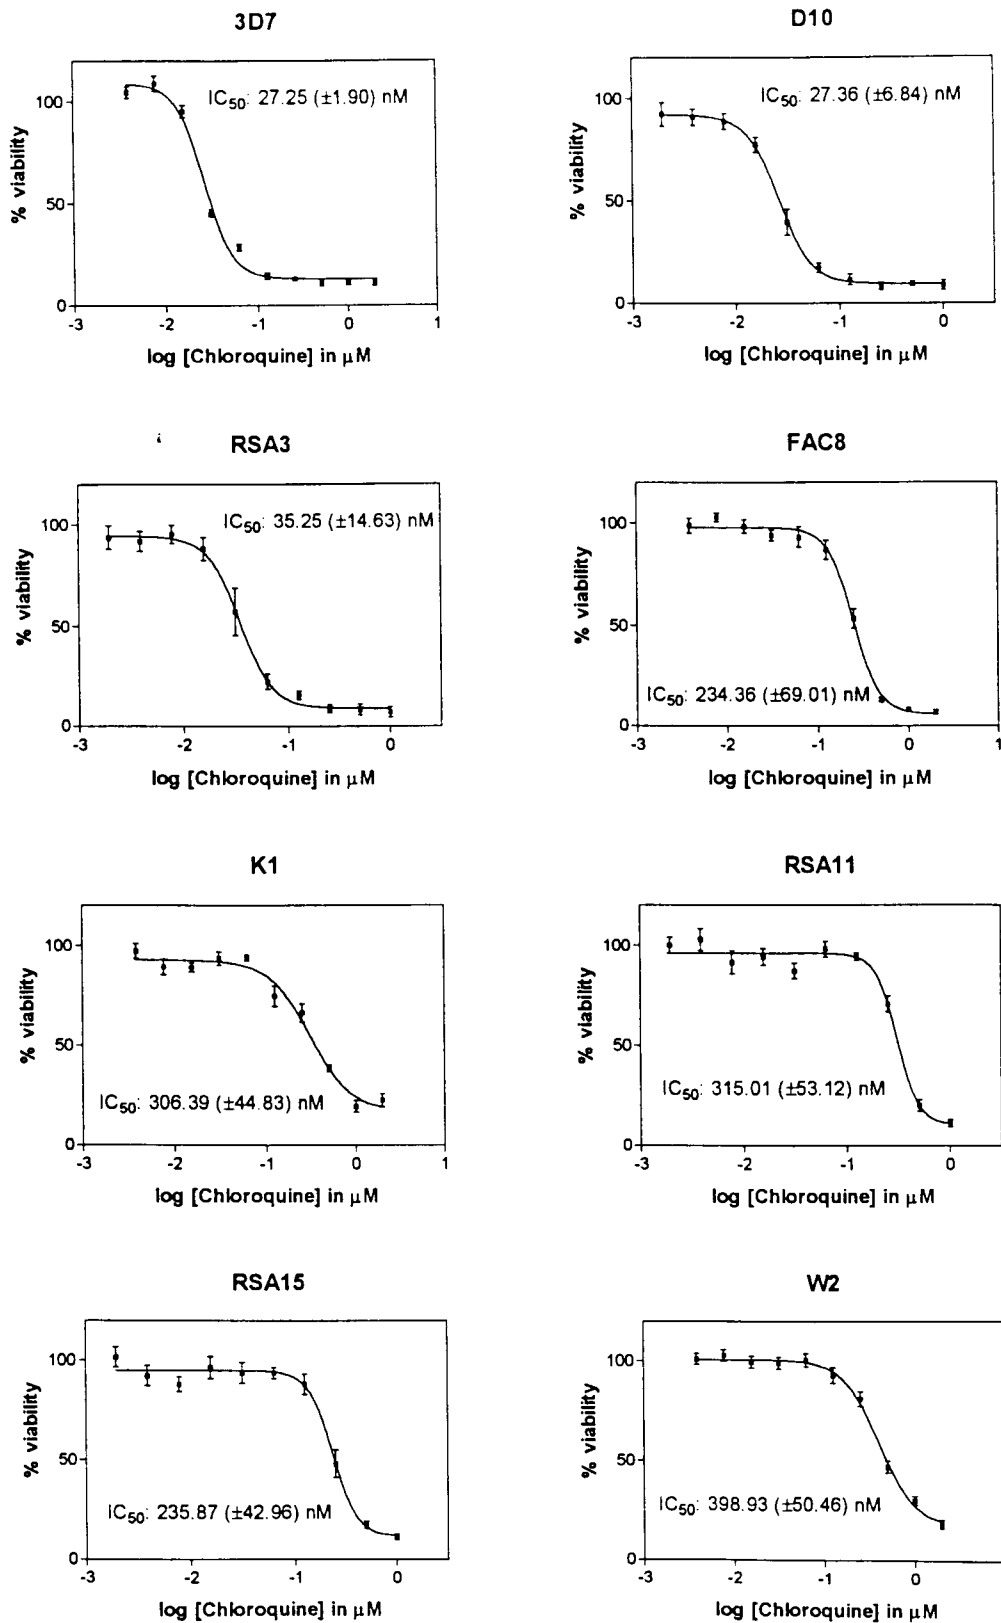 3D7
D10
% viability
100
50
0
IC50: 27.25 (±1.90) nM
-3 -2 -1 0 1
log [Chloroquine] in μM
% viability
100
50
0
IC50: 27.36 (±6.84) nM
-3 -2 -1 0
log [Chloroquine] in μM
RSA3
FAC8
% viability
100
50
0
IC50: 35.25 (±14.63) nM
-3 -2 -1 0
log [Chloroquine] in μM
% viability
100
50
0
IC50: 234.36 (±69.01) nM
-3 -2 -1 0 1
log [Chloroquine] in μM
K1
RSA11
% viability
100
50
0
IC50: 306.39 (±44.83) nM
-3 -2 -1 0 1
log [Chloroquine] in μM
% viability
100
50
0
IC50: 315.01 (±53.12) nM
-3 -2 -1 0
log [Chloroquine] in μM
RSA15
W2
% viability
100
50
0
IC50: 235.87 (±42.96) nM
-3 -2 -1 0
log [Chloroquine] in μM
% viability
100
50
0
IC50: 398.93 (±50.46) nM
-3 -2 -1 0
log [Chloroquine] in μM